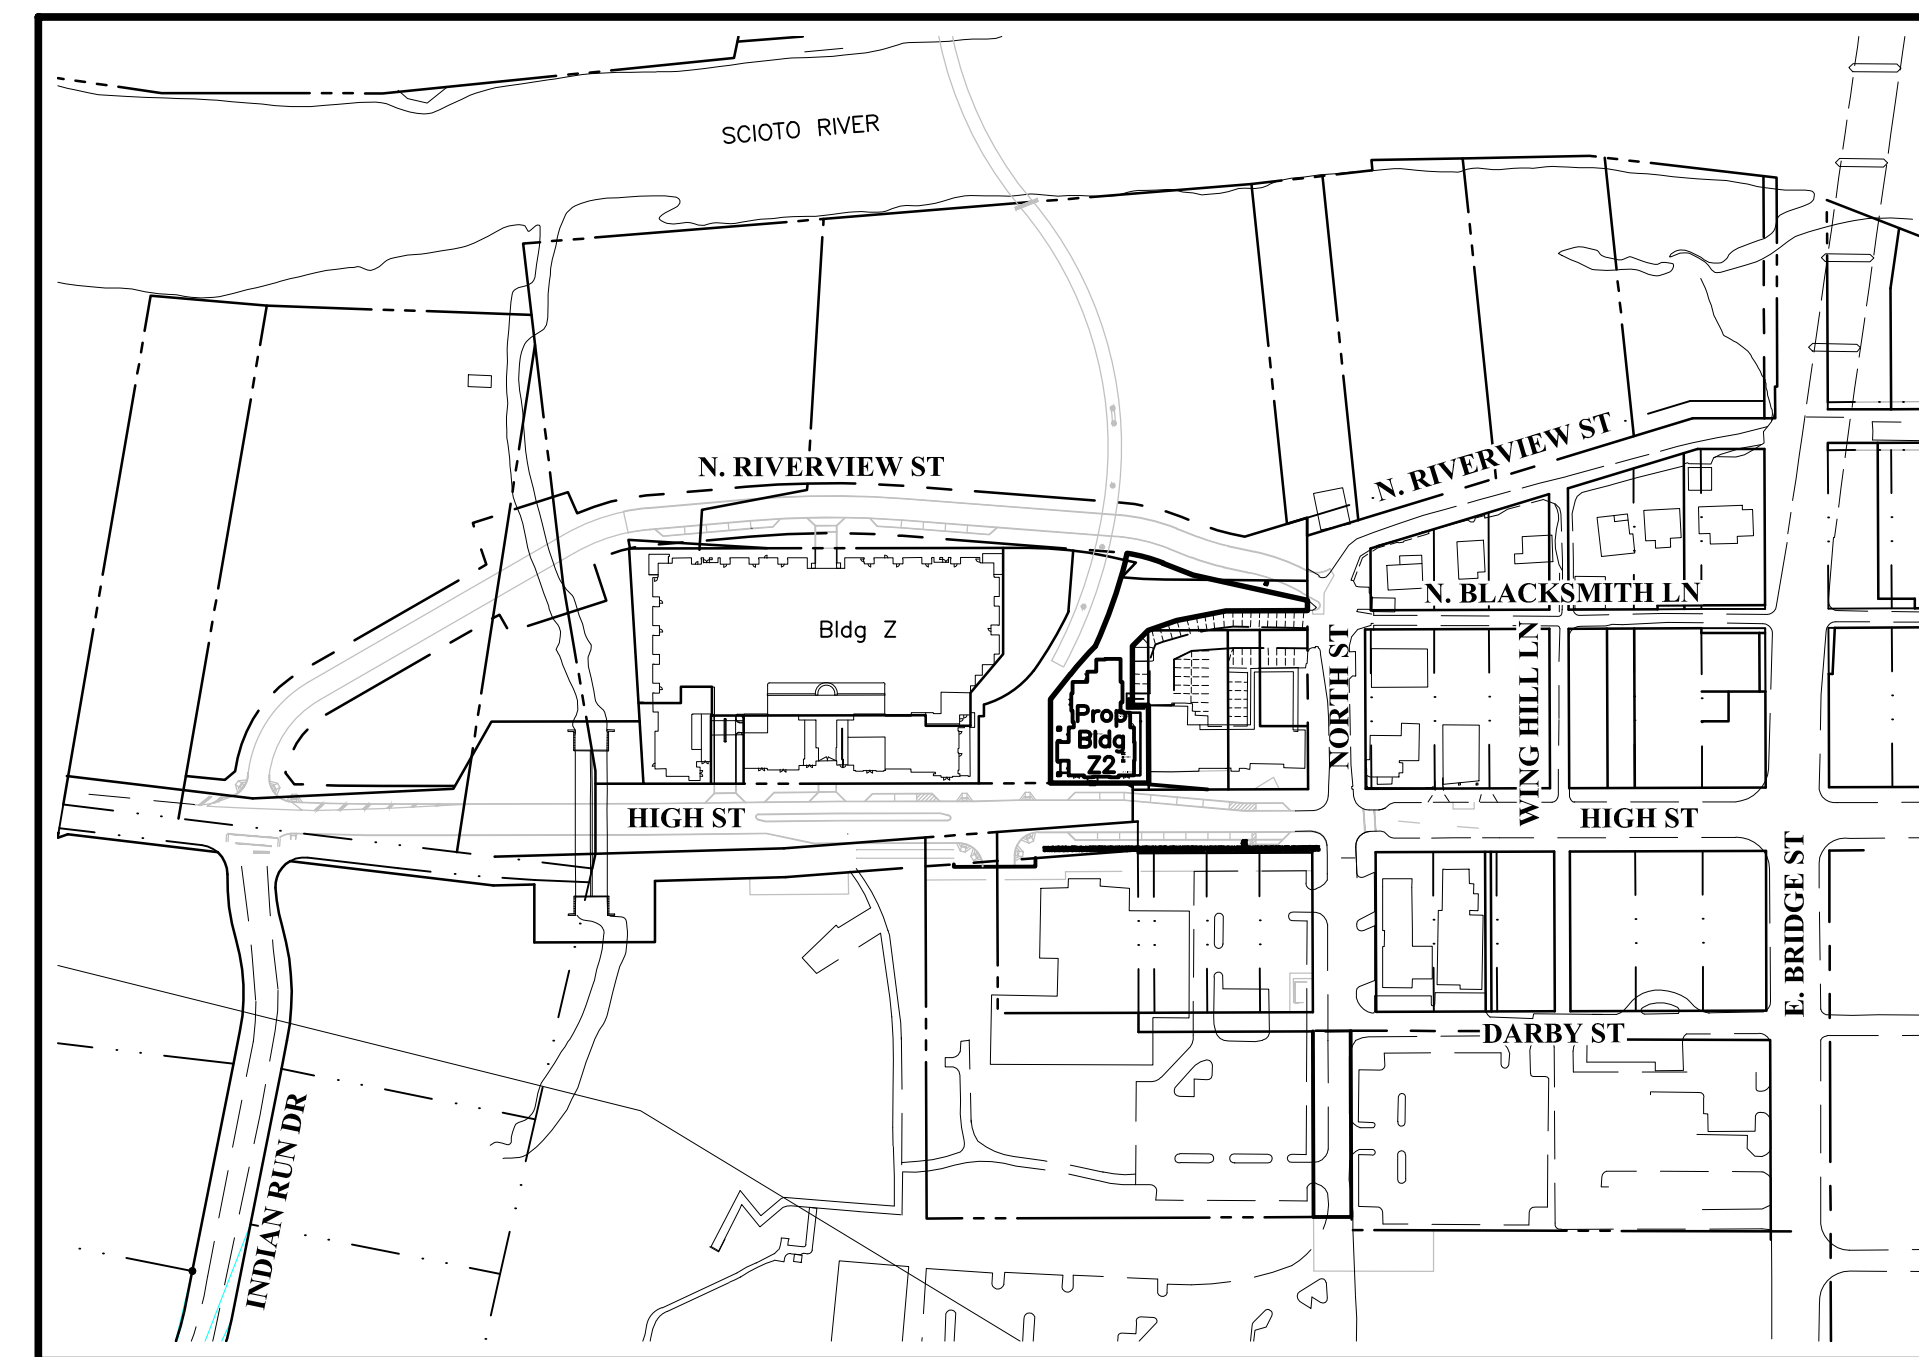 SCIOTO RIVER
N. RIVERVIEW ST
N. RIVERVIEW ST
N. BLACKSMITH LN
Bldg Z
NORTH ST
WING HILL LN
Prop
Bldg
Z2
HIGH ST
HIGH ST
E. BRIDGE ST
DARBY ST
INDIAN RUN DR